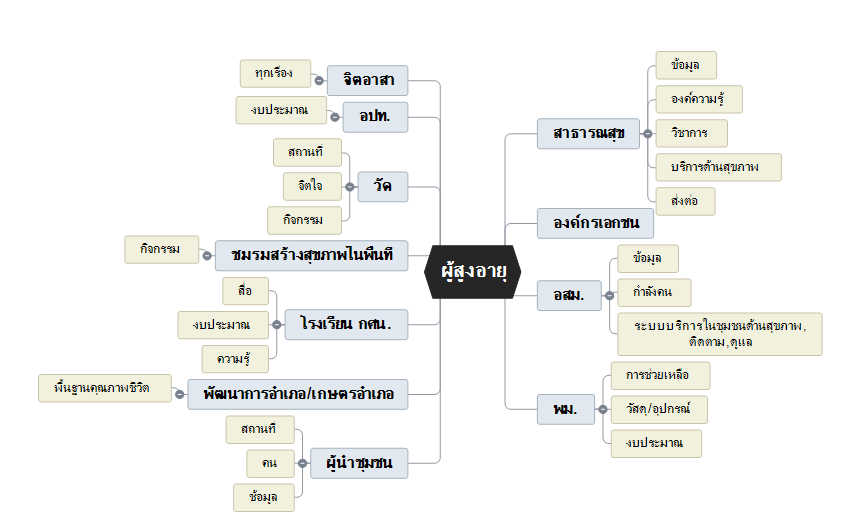 ผู้สูงอายุ
สาธารณสุข
ข้อมูล
องค์ความรู้
วิชาการ
บริการด้านสุขภาพ
ส่งต่อ
องค์กรเอกชน
อสม.
ข้อมูล
กำลังคน
ระบบบริการในชุมชนด้านสุขภาพ,
ติดตาม,ดูแล
พม.
การช่วยเหลือ
วัสดุ/อุปกรณ์
งบประมาณ
จิตอาสา
ทุกเรื่อง
อปท.
งบประมาณ
วัด
สถานที่
จิตใจ
กิจกรรม
ชมรมสร้างสุขภาพในพื้นที่
กิจกรรม
โรงเรียน กศน.
สื่อ
งบประมาณ
ความรู้
พัฒนาการอำเภอ/เกษตรอำเภอ
พื้นฐานคุณภาพชีวิต
ผู้นำชุมชน
สถานที่
คน
ข้อมูล